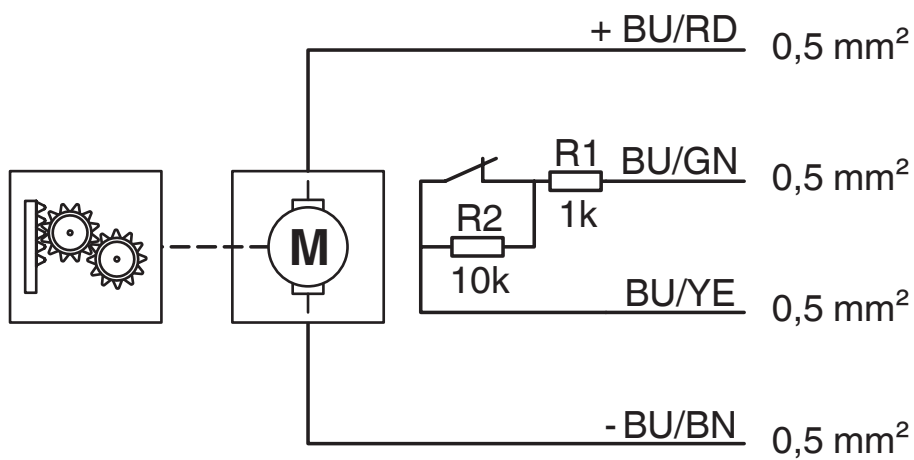 + BU/RD 0,5 mm²
R1 BU/GN 0,5 mm²
1k
R2
10k
M
BU/YE 0,5 mm²
- BU/BN 0,5 mm²